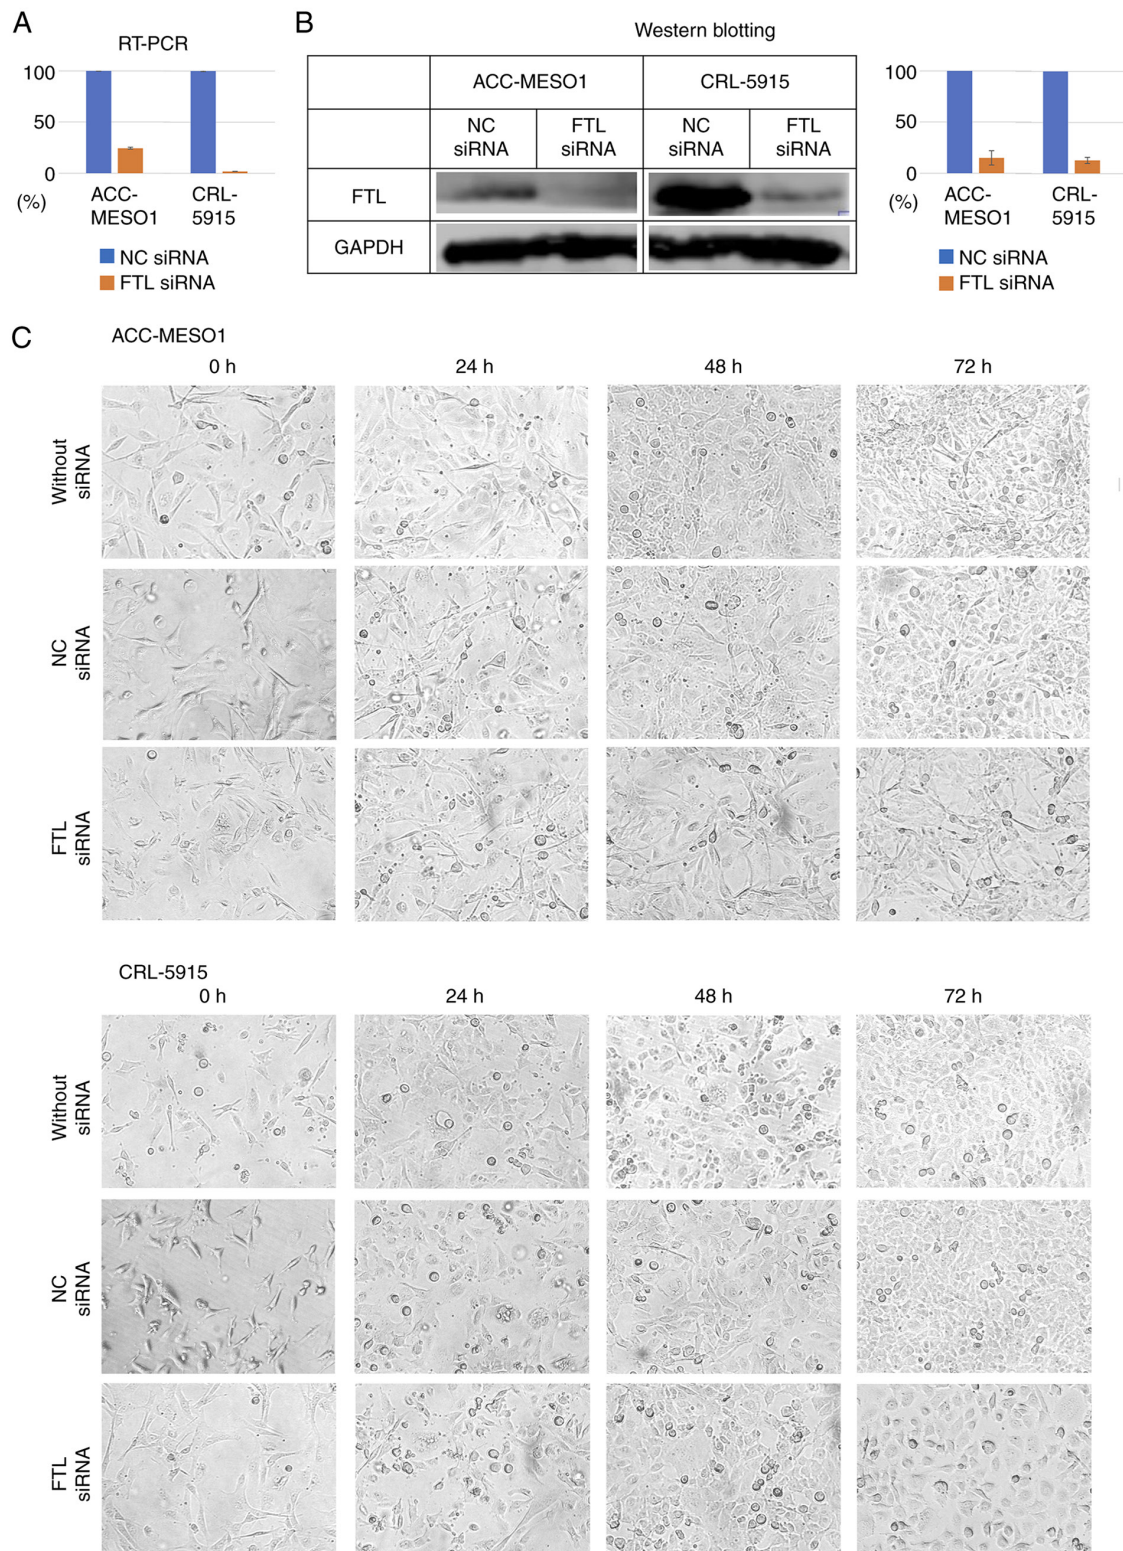 A
RT-PCR
100
50
0
(%)
ACC-
MESO1
CRL-
5915
NC siRNA
FTL siRNA
B
Western blotting
ACC-MESO1
CRL-5915
NC
siRNA
FTL
siRNA
NC
siRNA
FTL
siRNA
FTL
GAPDH
100
50
0
(%)
ACC-
MESO1
CRL-
5915
NC siRNA
FTL siRNA
C
ACC-MESO1
0 h
24 h
48 h
72 h
Without
siRNA
NC
siRNA
FTL
siRNA
CRL-5915
0 h
24 h
48 h
72 h
Without
siRNA
NC
siRNA
FTL
siRNA